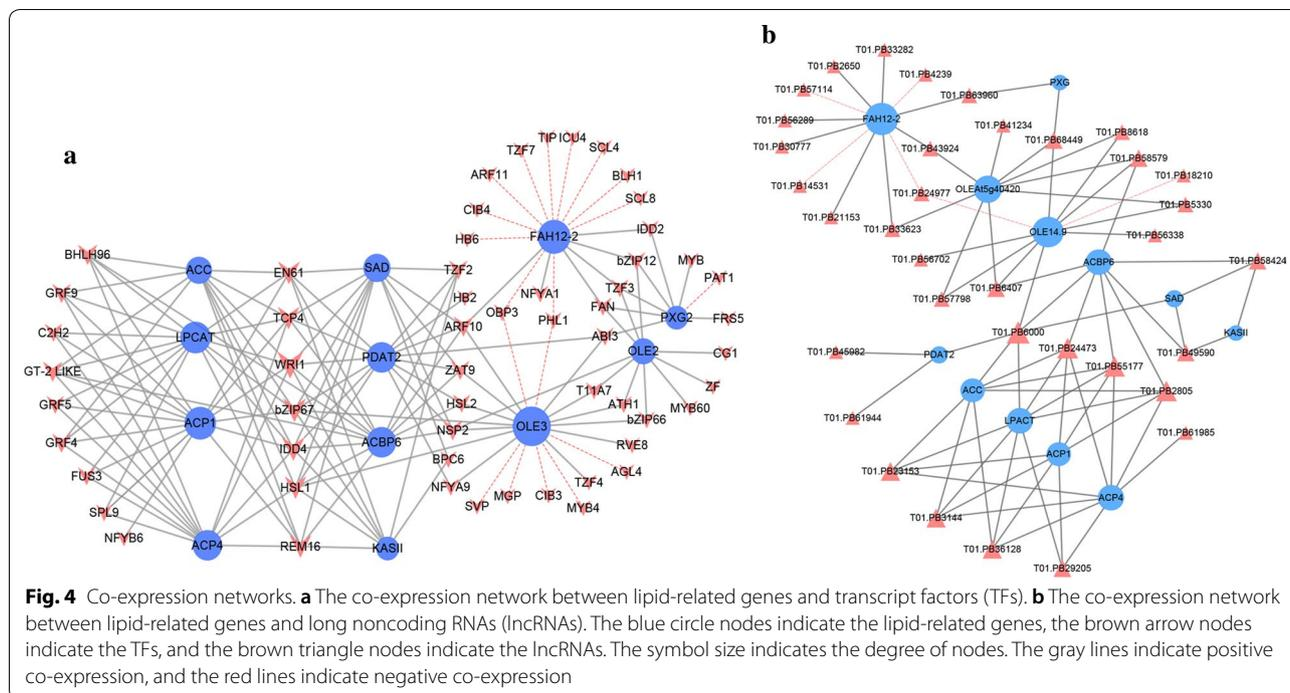 a
TIP
ICU4
TZF7
SCL4
ARF11
BLH1
CIB4
SCL8
HB6
FAH12-2
IDD2
BHLH96
ACC
EN61
SAD
TZF2
bZIP12
MYB
PAT1
GRF9
HB2
NFYA1
TZF3
OBP3
FAN
PHL1
PXG2
FRS5
C2H2
LPCAT
TCP4
ARF10
ABI3
OLE2
CG1
GT-2 LIKE
WRI1
PDAT2
ZAT9
T11A7
ZF
GRF5
bZIP67
HSL2
ATH1
MYB60
ACP1
bZIP66
GRF4
IDD4
ACBP6
NSP2
OLE3
RVE8
FUS3
HSL1
BPC6
AGL4
NFYA9
TZF4
SPL9
SVP
MGP
CIB3
MYB4
NFYB6
ACP4
REM16
KASII
b
T01.PB33282
T01.PB2650
T01.PB4239
T01.PB57114
T01.PB63960
PXG
T01.PB56289
FAH12-2
T01.PB41234
T01.PB8618
T01.PB30777
T01.PB43924
T01.PB68449
T01.PB58579
T01.PB14531
T01.PB24977
OLEAt5g40420
T01.PB18210
T01.PB21153
T01.PB33623
T01.PB5330
OLE14.9
T01.PB56338
T01.PB56702
ACBP6
T01.PB58424
T01.PB57798
T01.PB6407
SAD
T01.PB6000
KASII
T01.PB45982
PDAT2
T01.PB24473
T01.PB49590
T01.PB55177
ACC
T01.PB2805
T01.PB61944
LPACT
T01.PB61985
T01.PB23153
ACP1
ACP4
T01.PB3144
T01.PB36128
T01.PB29205
Fig. 4 Co-expression networks. a The co-expression network between lipid-related genes and transcript factors (TFs). b The co-expression network
between lipid-related genes and long noncoding RNAs (lncRNAs). The blue circle nodes indicate the lipid-related genes, the brown arrow nodes
indicate the TFs, and the brown triangle nodes indicate the lncRNAs. The symbol size indicates the degree of nodes. The gray lines indicate positive
co-expression, and the red lines indicate negative co-expression